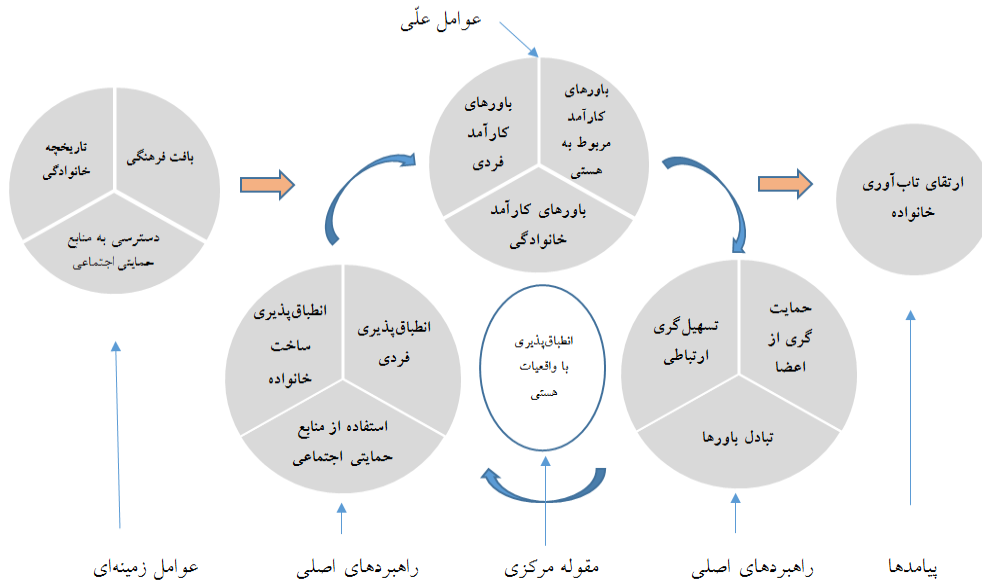 عوامل علّی
باورهای
کارآمد
مربوط به
هستی
باورهای
کارآمد
فردی
باورهای کارآمد
خانوادگی
بافت فرهنگی
تاریخچه
خانوادگی
دسترسی به منابع
حمایتی اجتماعی
ارتقای تاب‌آوری
خانواده
حمایت
گری از
اعضا
تسهیل‌گری
ارتباطی
تبادل باورها
انطباق‌پذیری
با واقعیات
هستی
انطباق‌پذیری
فردی
انطباق‌پذیری
ساخت
خانواده
استفاده از منابع
حمایتی اجتماعی
پیامدها
راهبردهای اصلی
مقوله مرکزی
راهبردهای اصلی
عوامل زمینه‌ای